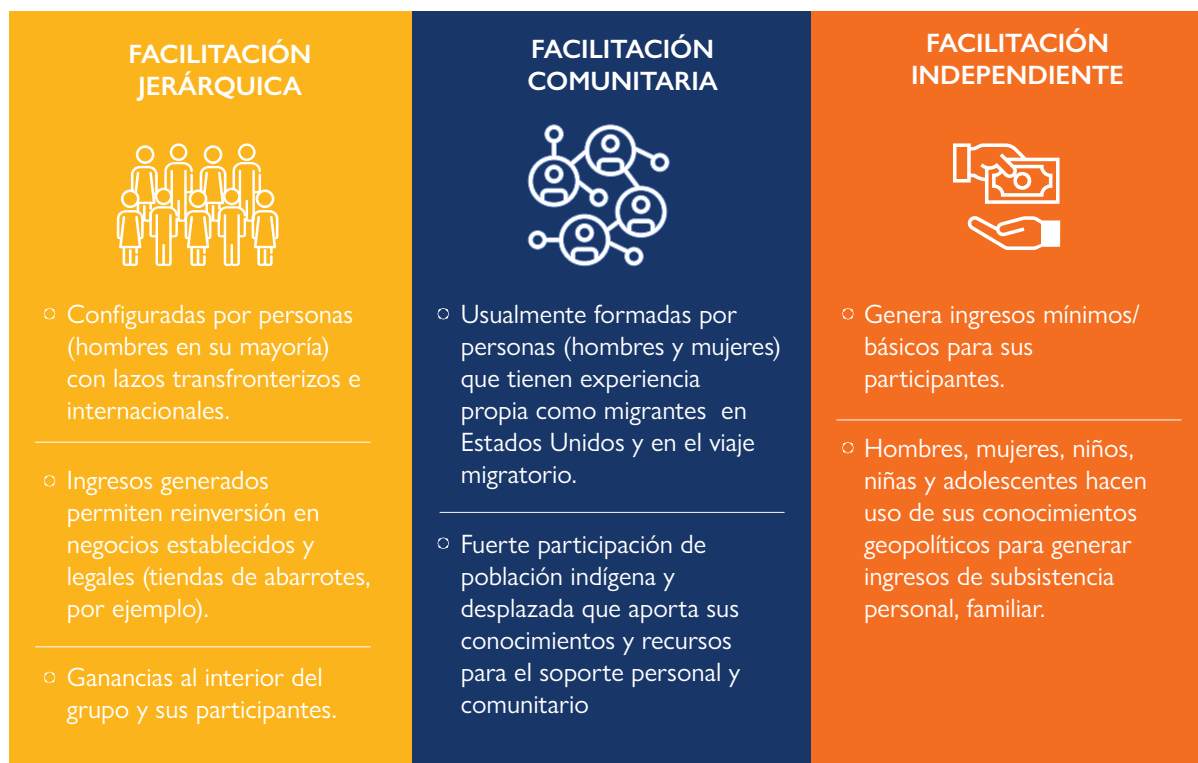 FACILITACIÓN
JERÁRQUICA
Configuradas por personas
(hombres en su mayoría)
con lazos transfronterizos e
internacionales.
Ingresos generados
permiten reinversión en
negocios establecidos y
legales (tiendas de abarrotes,
por ejemplo).
Ganancias al interior del
grupo y sus participantes.
FACILITACIÓN
COMUNITARIA
Usualmente formadas por
personas (hombres y mujeres)
que tienen experiencia
propia como migrantes en
Estados Unidos y en el viaje
migratorio.
Fuerte participación de
población indígena y
desplazada que aporta sus
conocimientos y recursos
para el soporte personal y
comunitario
FACILITACIÓN
INDEPENDIENTE
Genera ingresos mínimos/
básicos para sus
participantes.
Hombres, mujeres, niños,
niñas y adolescentes hacen
uso de sus conocimientos
geopolíticos para generar
ingresos de subsistencia
personal, familiar.